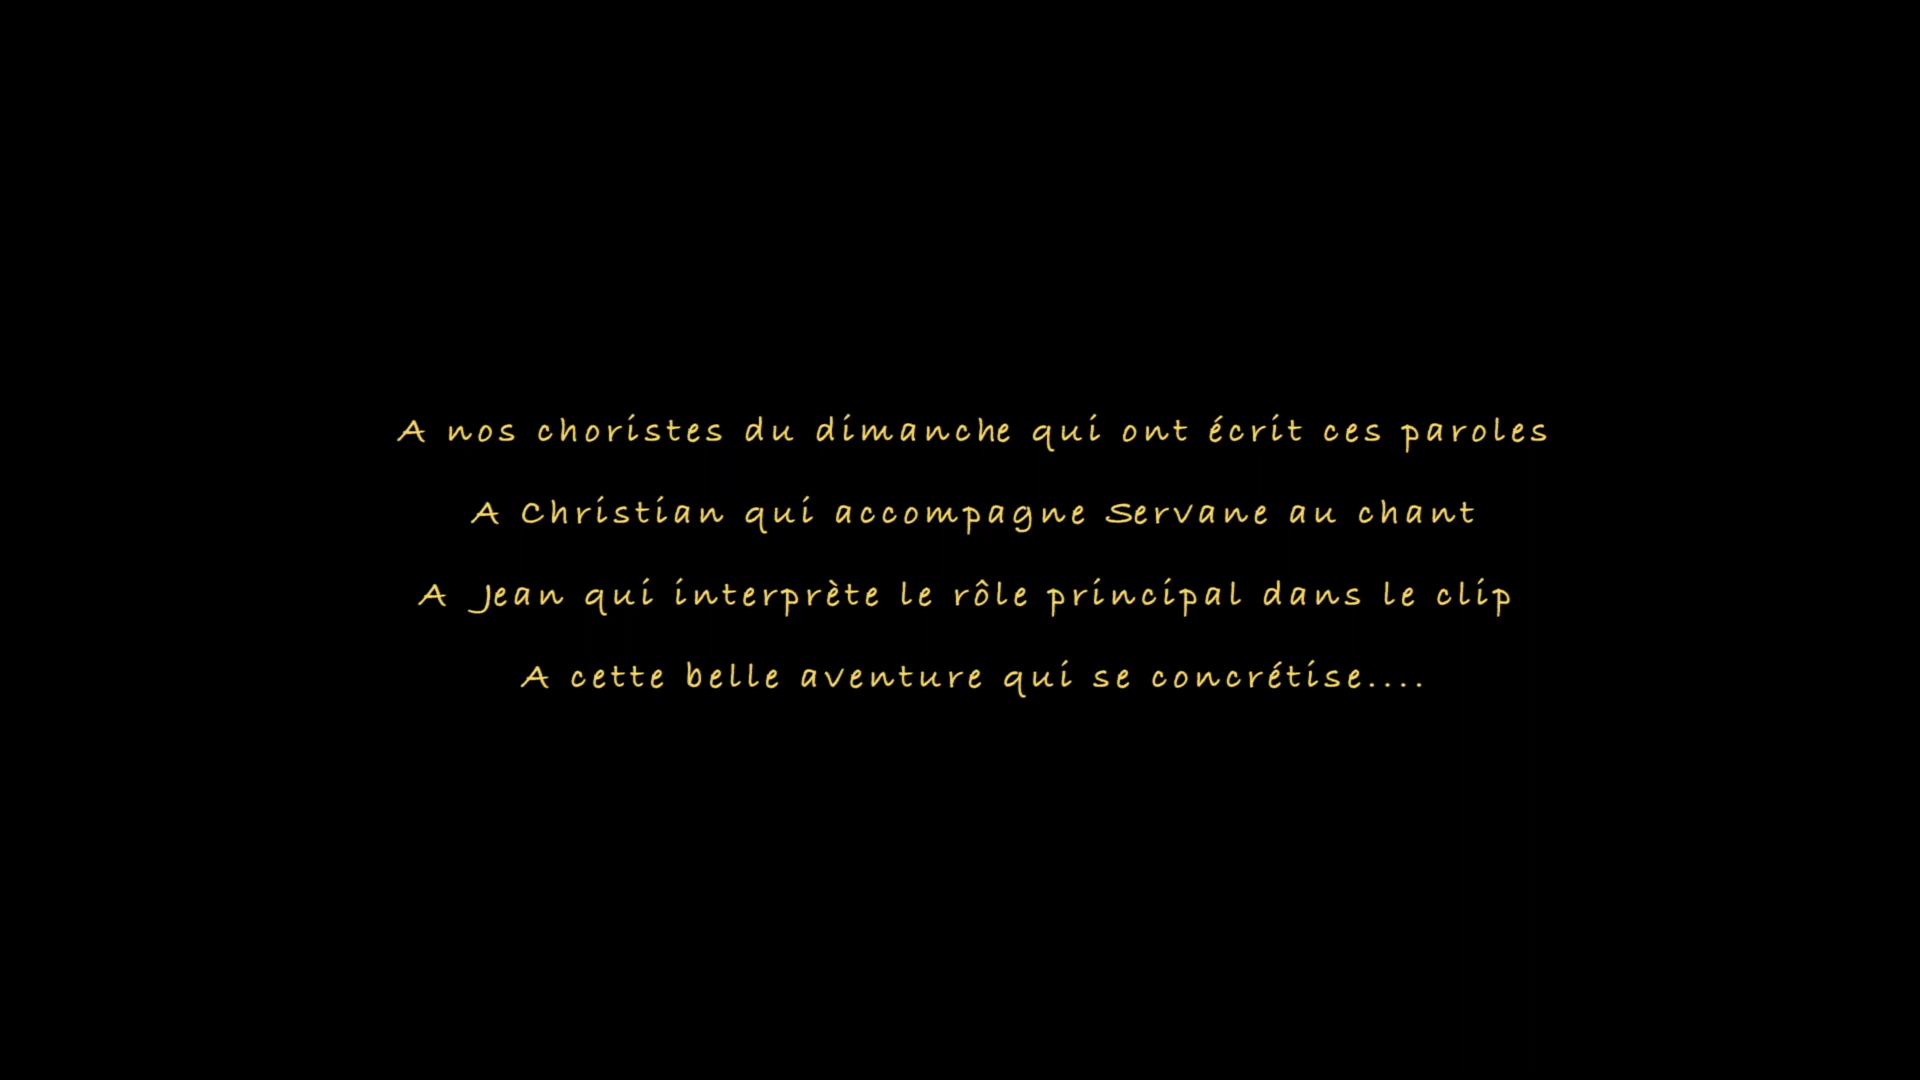 A nos choristes du dimanche qui ont écrit ces paroles
A Christian qui accompagne Servane au chant
A Jean qui interprète le rôle principal dans le clip
A cette belle aventure qui se concrétise....